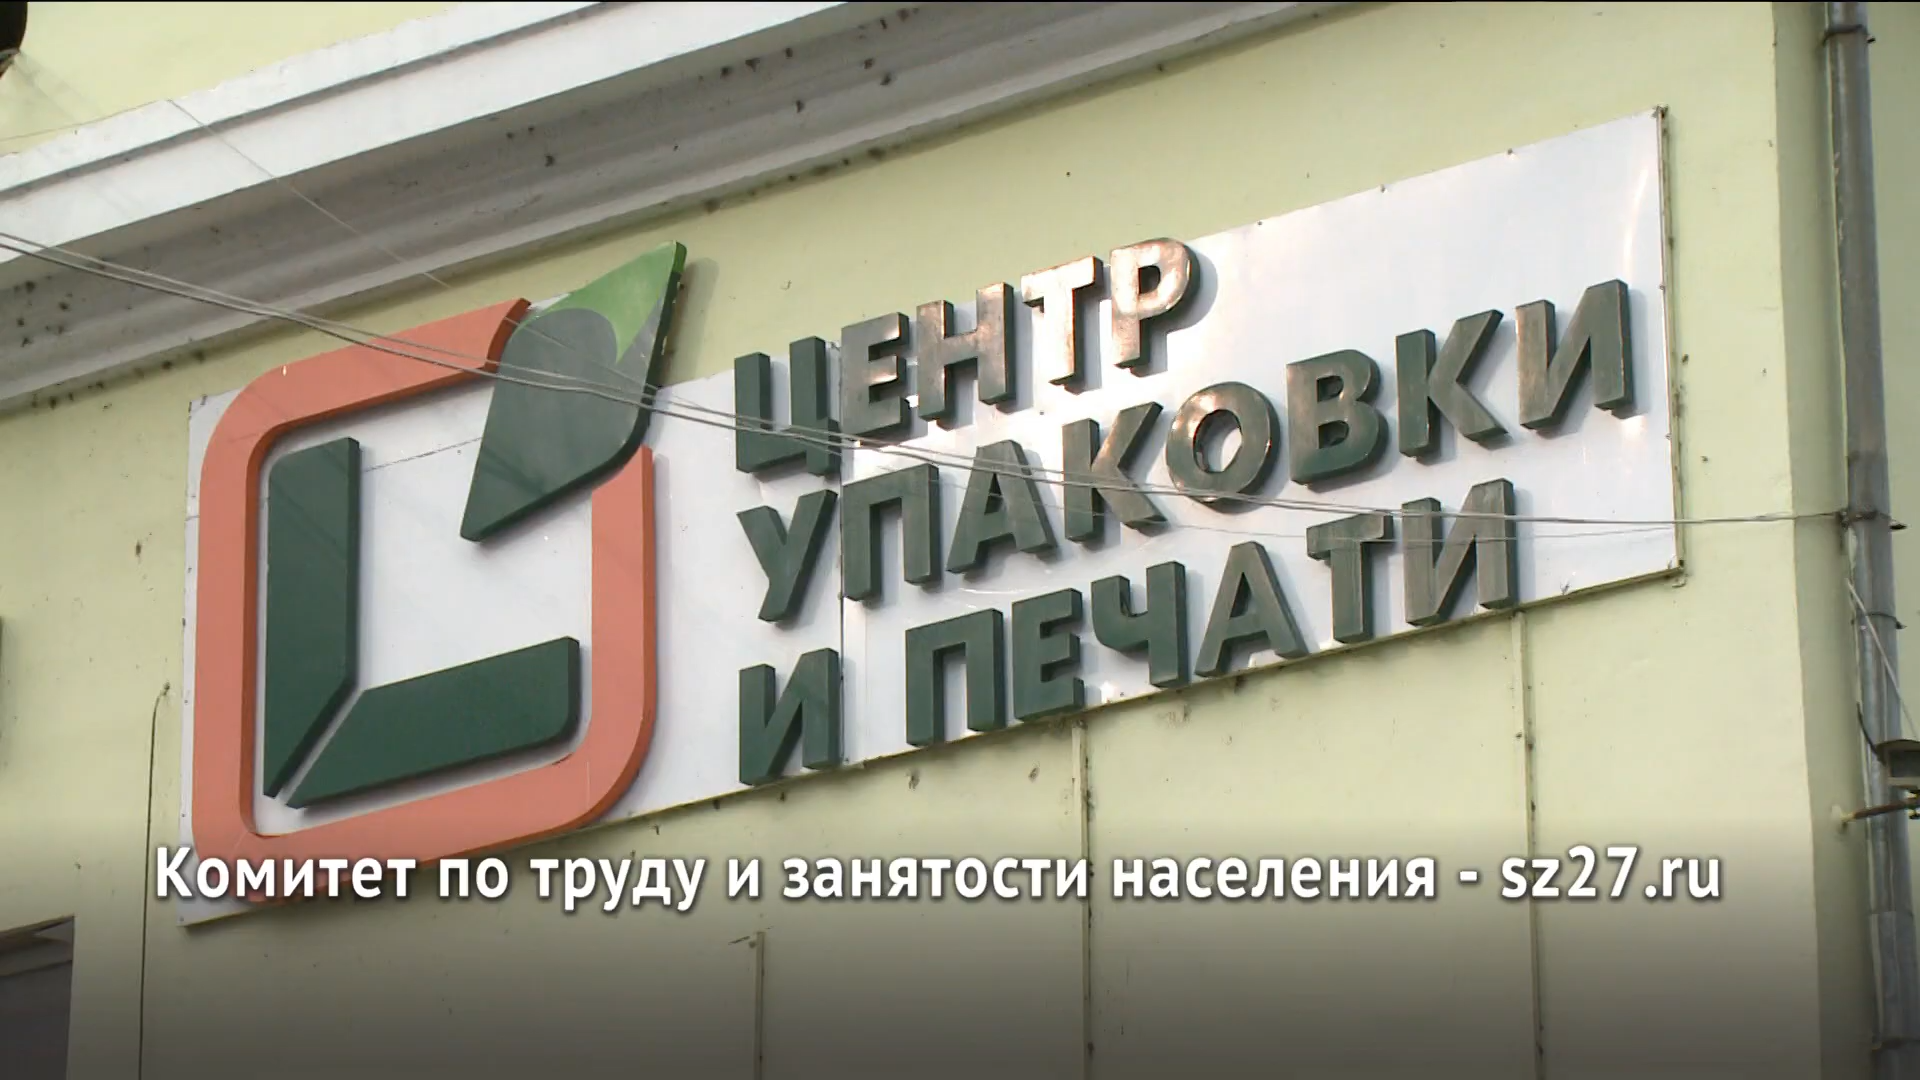 ЦЕНТР
УПАКОВКИ
И ПЕЧАТИ
Комитет по труду и занятости населения - sz27.ru